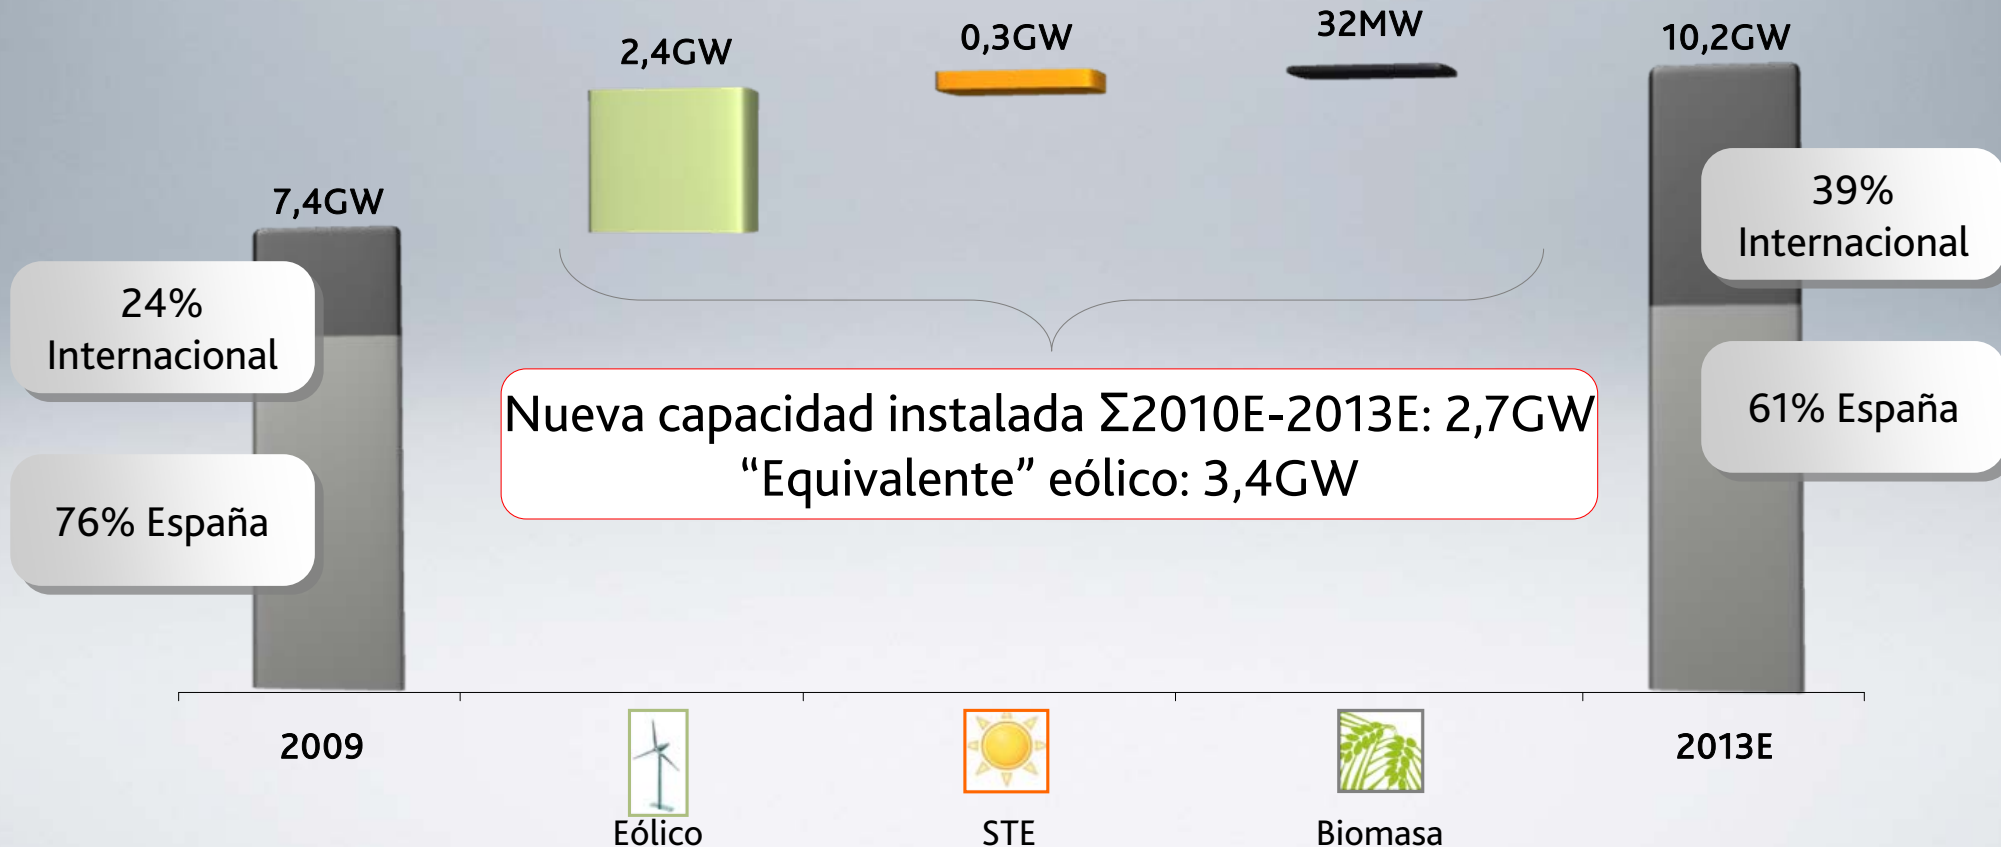 7,4GW
2,4GW
0,3GW
32MW
10,2GW
24%
Internacional
76% España
39%
Internacional
61% España
Nueva capacidad instalada Σ2010E-2013E: 2,7GW
“Equivalente” eólico: 3,4GW
2009
Eólico
STE
Biomasa
2013E